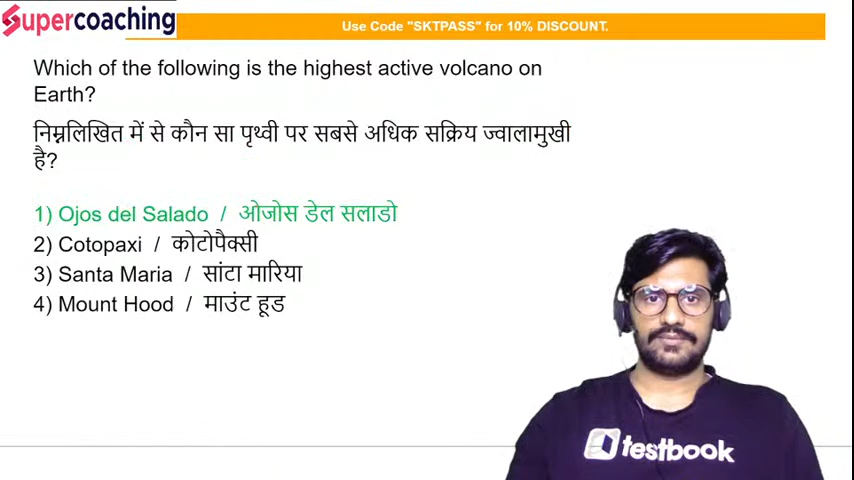 Supercoaching
Use Code "SKTPASS" for 10% DISCOUNT.
Which of the following is the highest active volcano on
Earth?
निम्नलिखित में से कौन सा पृथ्वी पर सबसे अधिक सक्रिय ज्वालामुखी
है?
1) Ojos del Salado / ओजोस डेल सलाडो
2) Cotopaxi / कोटोपैक्सी
3) Santa Maria / सांटा मारिया
4) Mount Hood / माउंट हूड
testbook